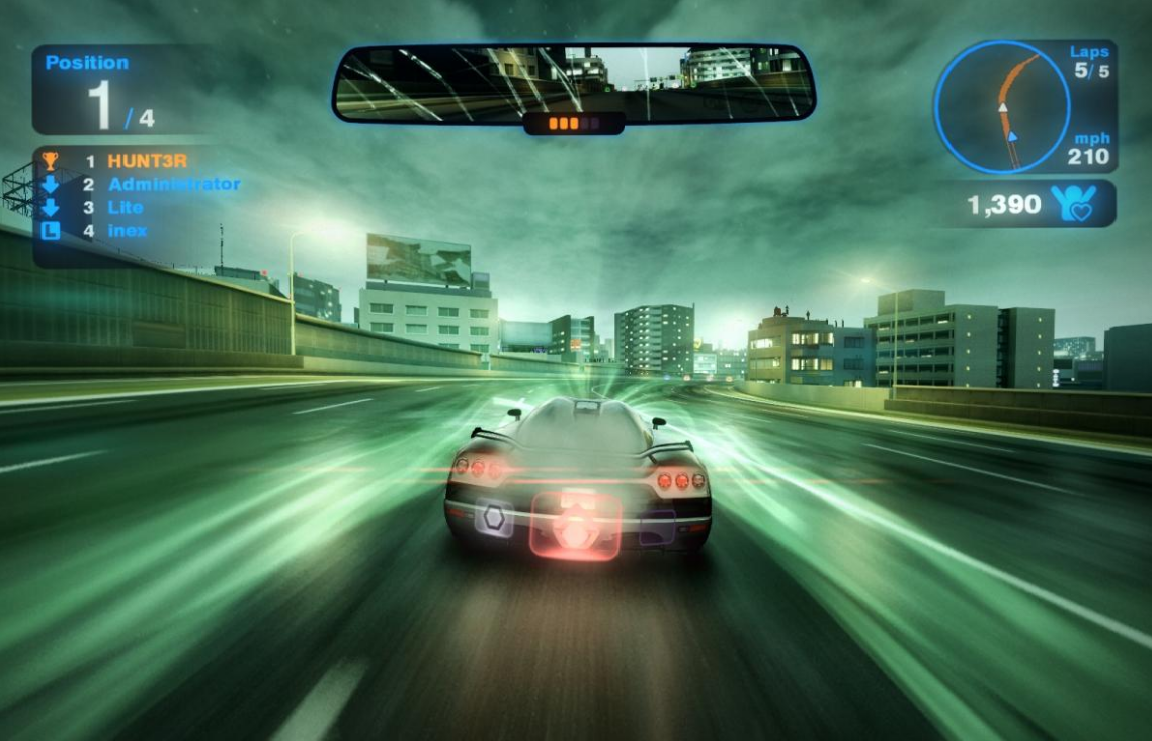 Position
1 / 4
1 HUNT3R
2 Administrator
3 Lite
L 4 inex
Laps
5/ 5
mph
210
1,390